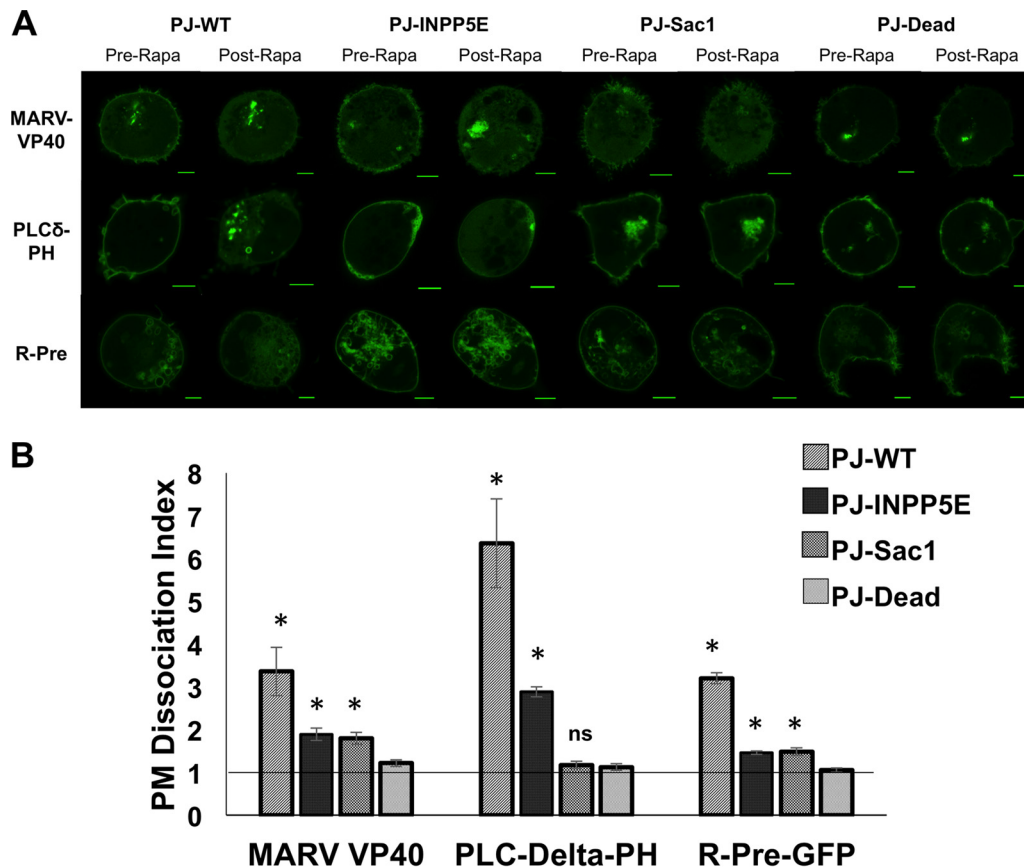 A
PJ-WT PJ-INPP5E PJ-Sac1 PJ-Dead
Pre-Rapa Post-Rapa Pre-Rapa Post-Rapa Pre-Rapa Post-Rapa Pre-Rapa Post-Rapa
MARV-
VP40
PLCδ-
PH
R-Pre
B
PM Dissociation Index
8
7
6
5
4
3
2
1
0
* * *
* * ns
* * *
PJ-WT
PJ-INPP5E
PJ-Sac1
PJ-Dead
MARV VP40 PLC-Delta-PH R-Pre-GFP